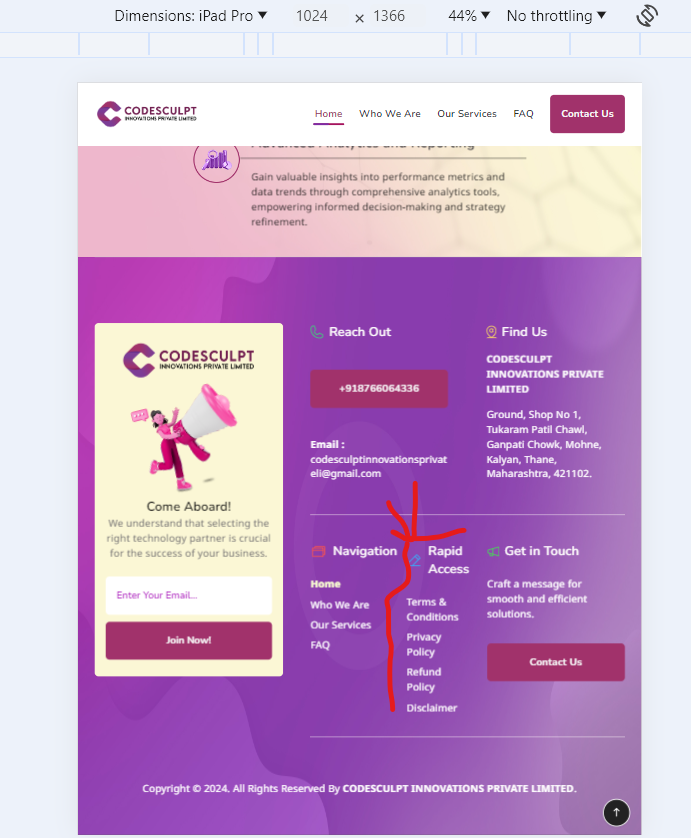 Dimensions: iPad Pro ▼ 1024 × 1366 44% ▼ No throttling ▼
CODESCULPT
INNOVATIONS PRIVATE LIMITED
Home Who We Are Our Services FAQ Contact Us
Advanced Analytics and Reporting
Gain valuable insights into performance metrics and
data trends through comprehensive analytics tools,
empowering informed decision-making and strategy
refinement.
CODESCULPT
INNOVATIONS PRIVATE LIMITED
Come Aboard!
We understand that selecting the
right technology partner is crucial
for the success of your business.
Enter Your Email...
Join Now!
Reach Out
+918766064336
Email :
codesculptinnovationsprivat
eli@gmail.com
Find Us
CODESCULPT
INNOVATIONS PRIVATE
LIMITED
Ground, Shop No 1,
Tukaram Patil Chawl,
Ganpati Chowk, Mohne,
Kalyan, Thane,
Maharashtra, 421102.
Navigation
Home
Who We Are
Our Services
FAQ
Rapid
Access
Terms &
Conditions
Privacy
Policy
Refund
Policy
Disclaimer
Get in Touch
Craft a message for
smooth and efficient
solutions.
Contact Us
Copyright © 2024. All Rights Reserved By CODESCULPT INNOVATIONS PRIVATE LIMITED.